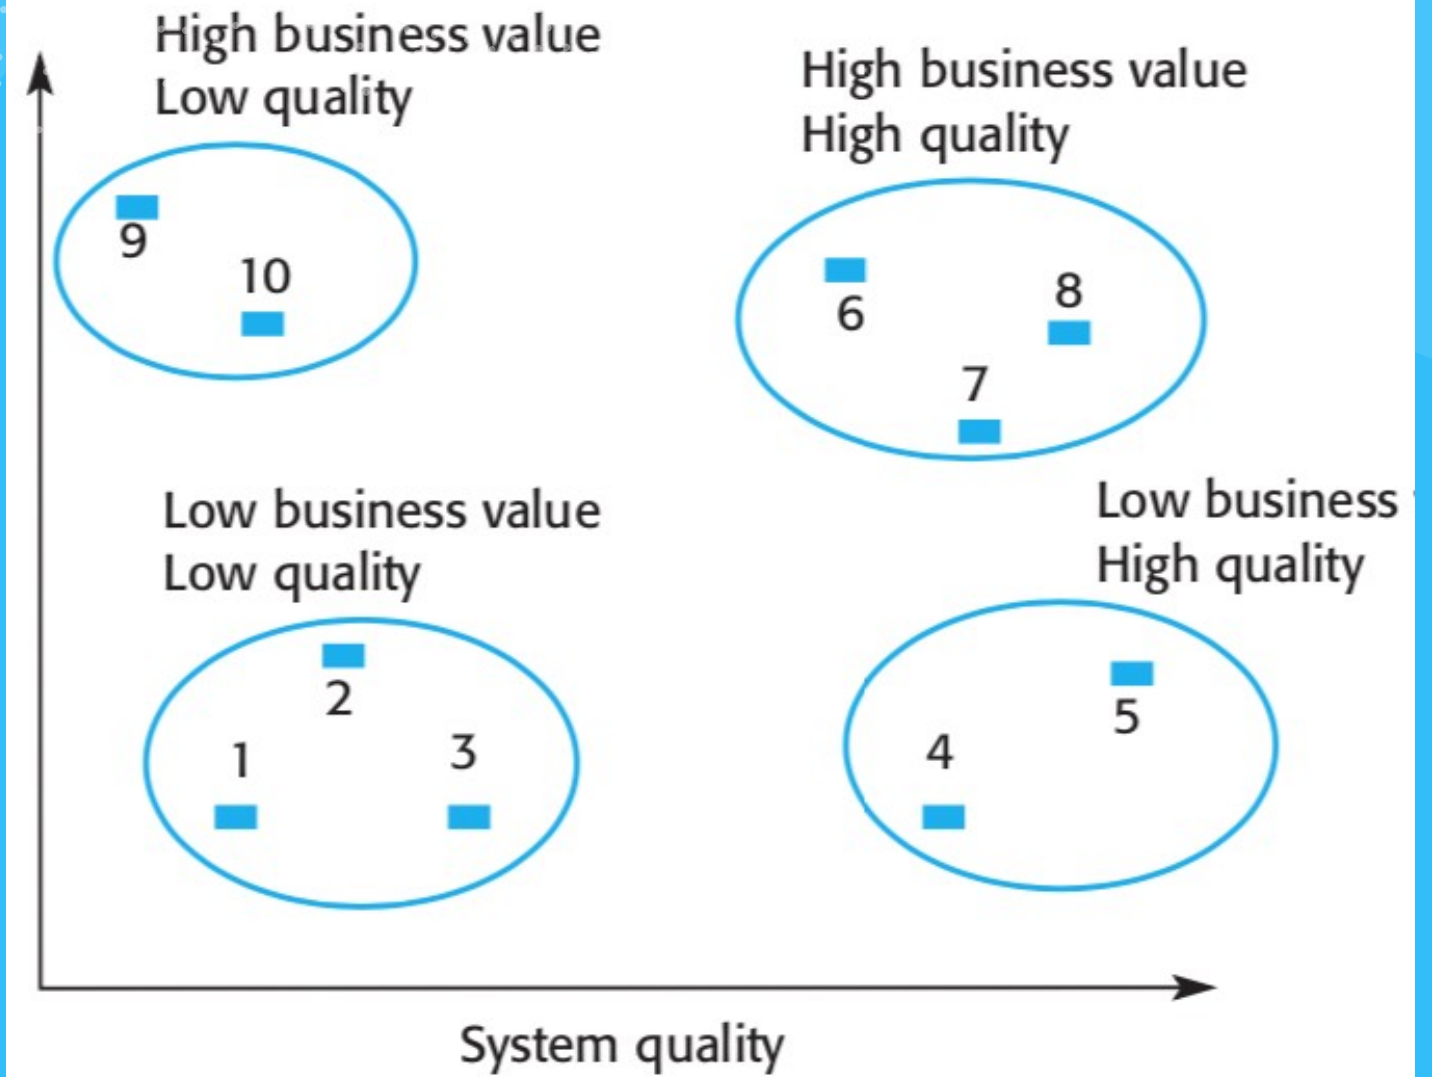 High business value
Low quality
High business value
High quality
9
10
6
8
7
Low business value
Low quality
Low business
High quality
2
1
3
5
4
System quality